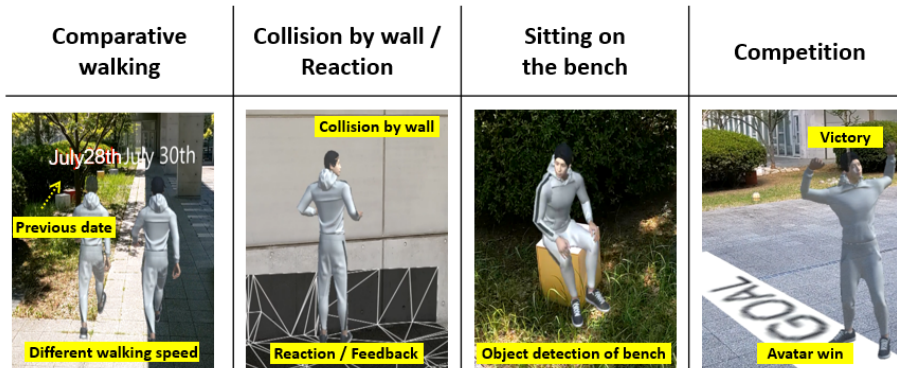 Comparative
walking
Collision by wall /
Reaction
Sitting on
the bench
Competition
July28th
July 30th
Previous date
Different walking speed
Collision by wall
Reaction / Feedback
Object detection of bench
Victory
GOAL
Avatar win